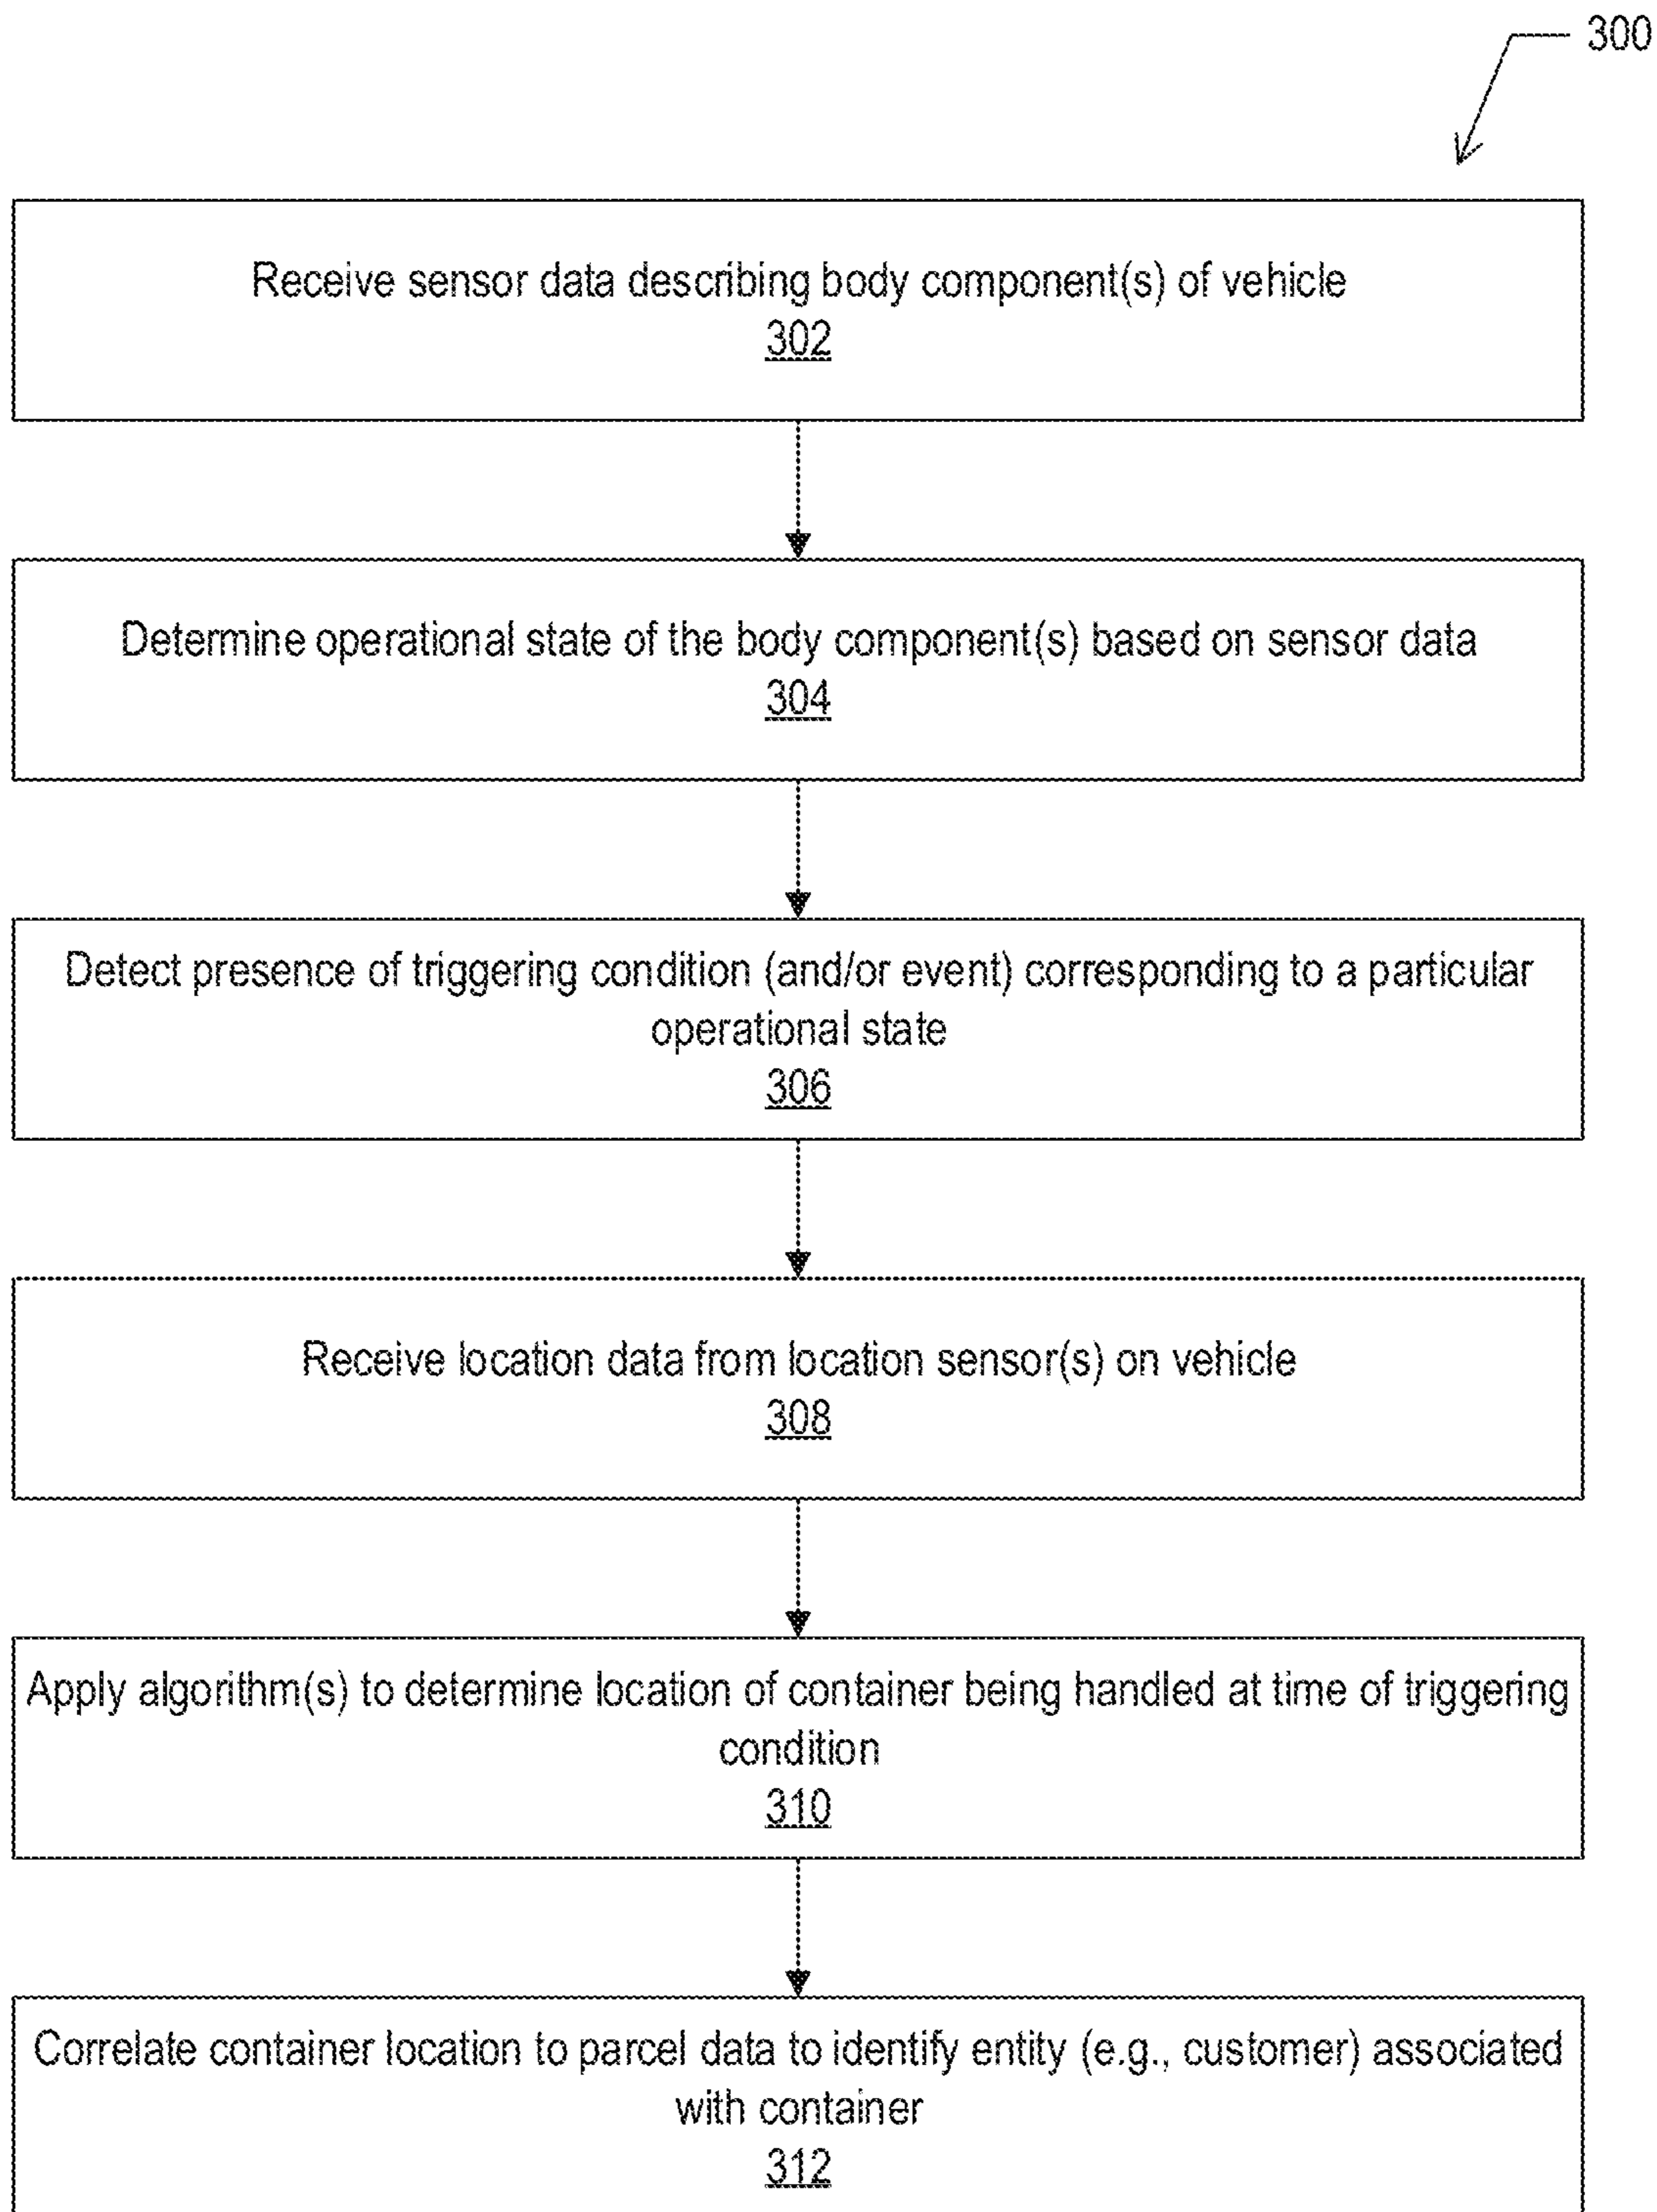 300
Receive sensor data describing body component(s) of vehicle
302
Determine operational state of the body component(s) based on sensor data
304
Detect presence of triggering condition (and/or event) corresponding to a particular
operational state
306
Receive location data from location sensor(s) on vehicle
308
Apply algorithm(s) to determine location of container being handled at time of triggering
condition
310
Correlate container location to parcel data to identify entity (e.g., customer) associated
with container
312